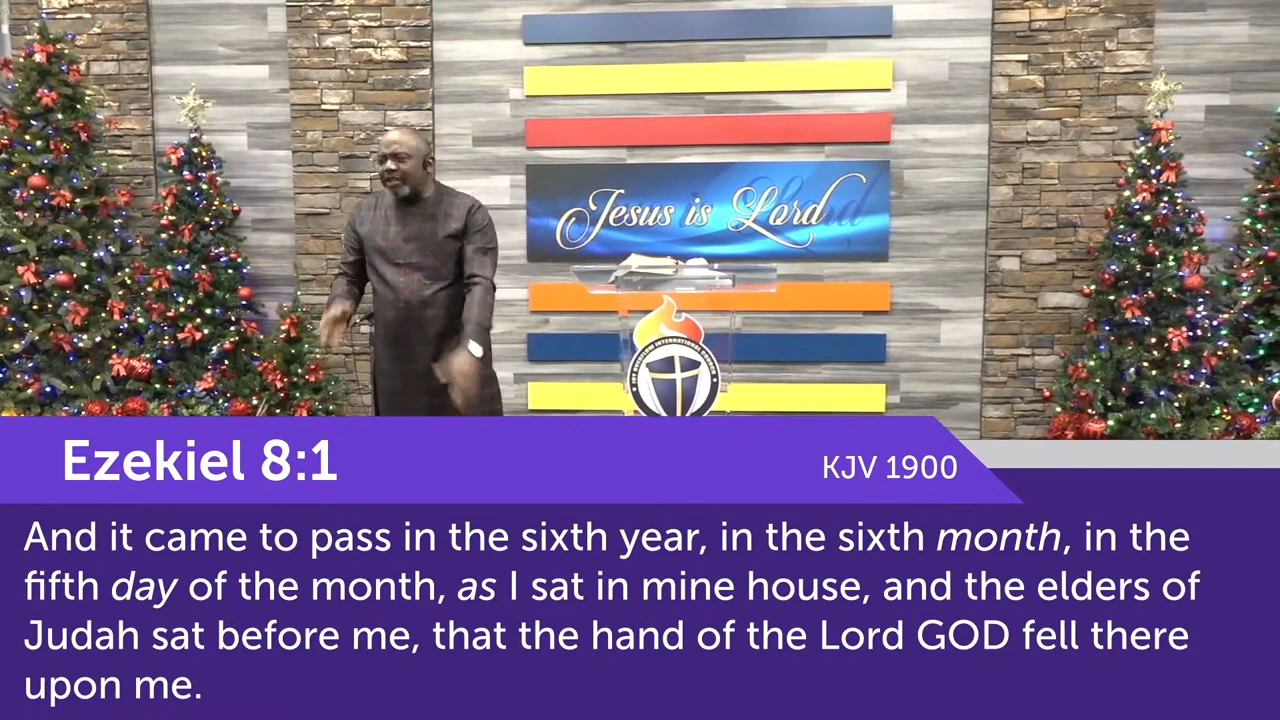 Jesus is Lord
Ezekiel 8:1
KJV 1900
And it came to pass in the sixth year, in the sixth month, in the
fifth day of the month, as I sat in mine house, and the elders of
Judah sat before me, that the hand of the Lord GOD fell there
upon me.